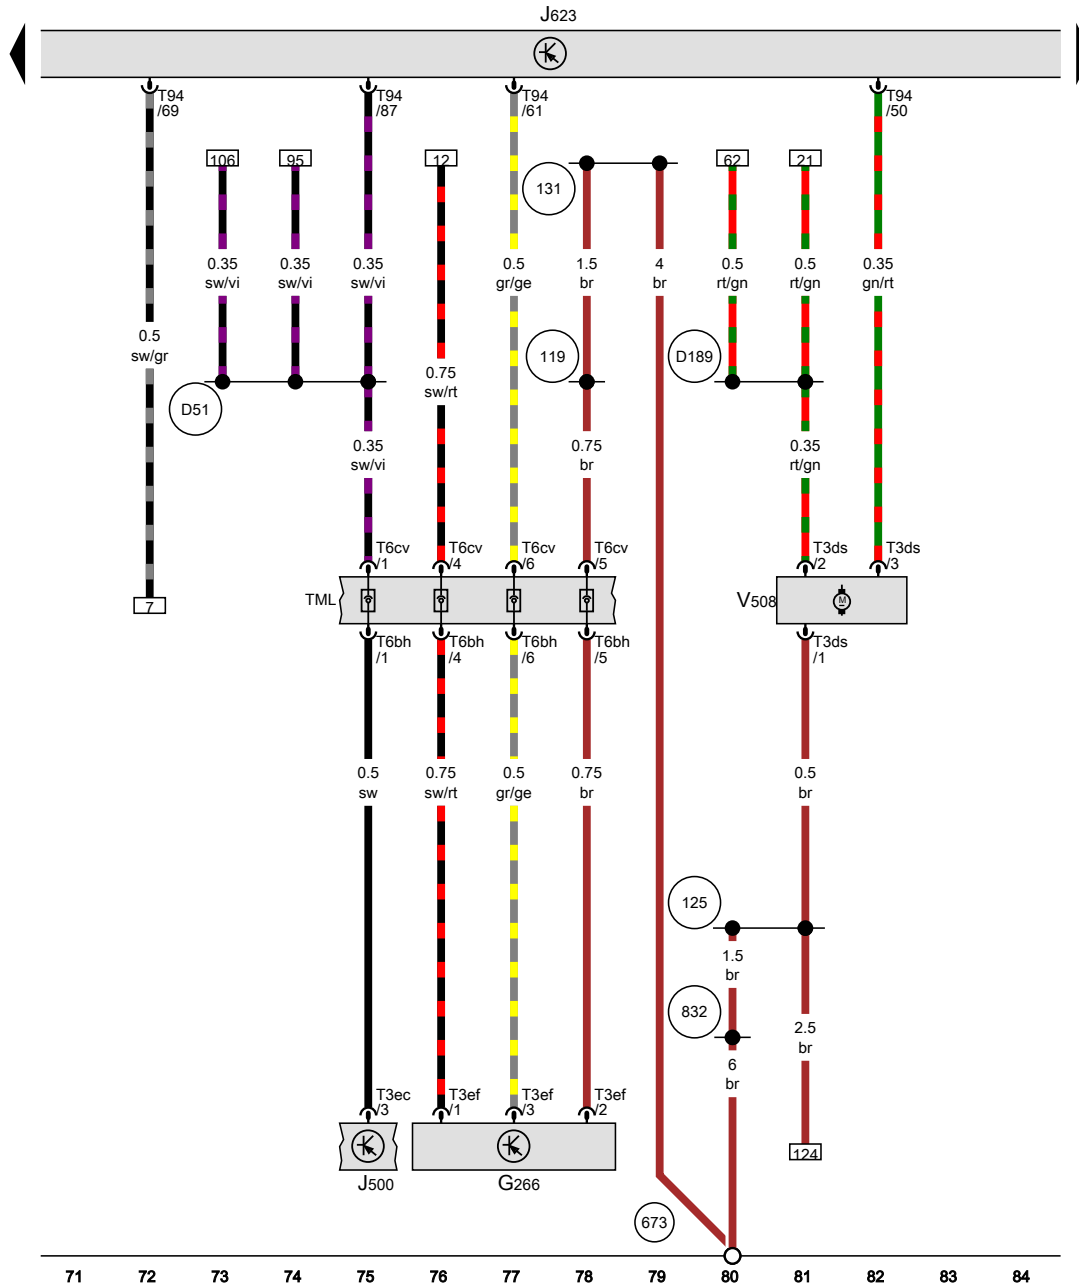 J623
T94
/69
T94
/87
T94
/61
T94
/50
106
95
12
131
62
21
0.35
sw/vi
0.35
sw/vi
0.35
sw/vi
0.5
gr/ge
1.5
br
4
br
0.5
rt/gn
0.5
rt/gn
0.35
gn/rt
0.5
sw/gr
0.75
sw/rt
119
D189
D51
0.35
sw/vi
0.75
br
0.35
rt/gn
T6cv
/1
T6cv
/4
T6cv
/6
T6cv
/5
T3ds
/2
T3ds
/3
7
TML
V508
T6bh
/1
T6bh
/4
T6bh
/6
T6bh
/5
T3ds
/1
M
0.5
sw
0.75
sw/rt
0.5
gr/ge
0.75
br
0.5
br
125
1.5
br
832
2.5
br
6
br
T3ec
/3
T3ef
/1
T3ef
/3
T3ef
/2
124
J500
G266
673
71 72 73 74 75 76 77 78 79 80 81 82 83 84